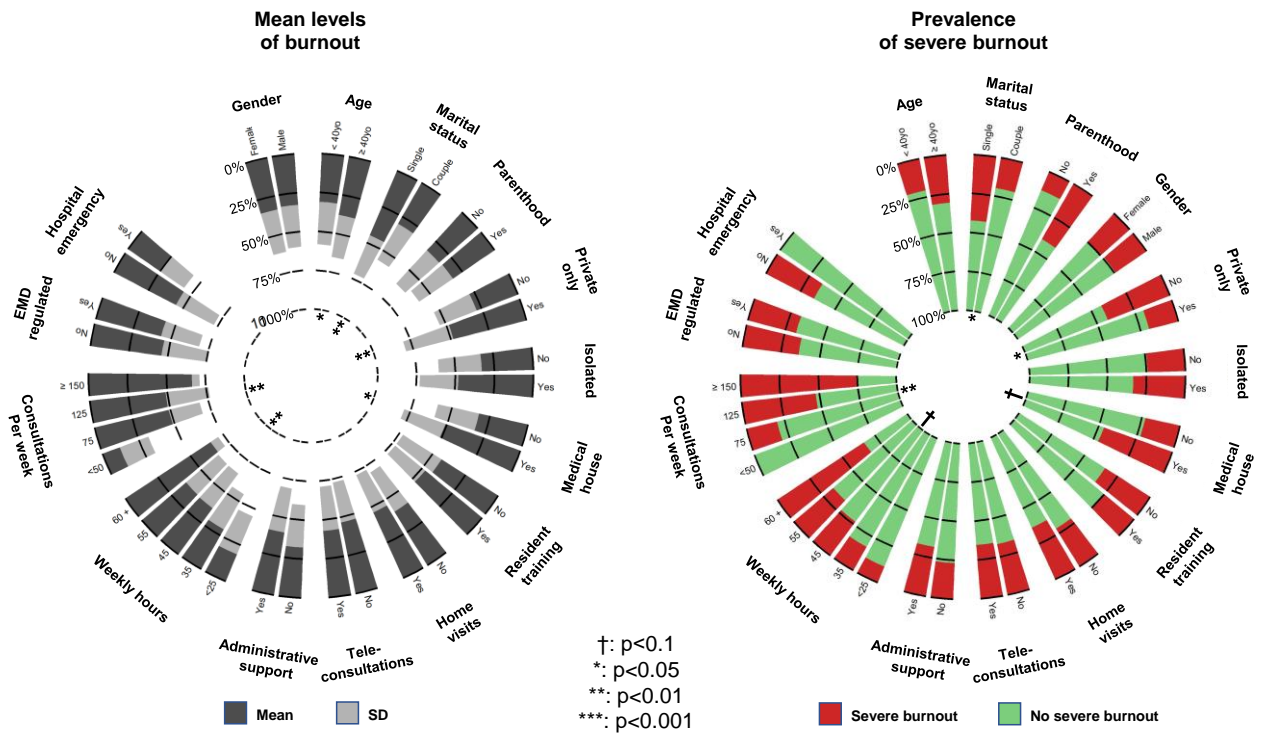 Mean levels
of burnout
Gender
Age
Marital
status
Parenthood
Private
only
Isolated
Medical
house
Resident
training
Home
visits
Tele-
consultations
Administrative
support
Weekly hours
Consultations
Per week
EMD
regulated
Hospital
emergency
Male
< 40yo
≥ 40yo
Single
Couple
No
Yes
No
Yes
No
Yes
No
Yes
No
Yes
No
Yes
No
Yes
No
Yes
<25
35
45
55
60 +
<50
75
125
≥ 150
No
Yes
No
Yes
0%
25%
50%
75%
100%
*
**
**
*
**
**
Mean
SD
Prevalence
of severe burnout
Age
Marital
status
Parenthood
Gender
Private
only
Isolated
Medical
house
Resident
training
Home
visits
Tele-
consultations
Administrative
support
Weekly hours
Consultations
Per week
EMD
regulated
Hospital
emergency
< 40yo
≥ 40yo
Single
Couple
No
Yes
Female
Male
No
Yes
No
Yes
No
Yes
No
Yes
No
Yes
No
Yes
No
Yes
<25
35
45
55
60 +
<50
75
125
≥ 150
No
Yes
No
Yes
0%
25%
50%
75%
100%
*
*
†
†
**
Severe burnout
No severe burnout
†: p<0.1
*: p<0.05
**: p<0.01
***: p<0.001